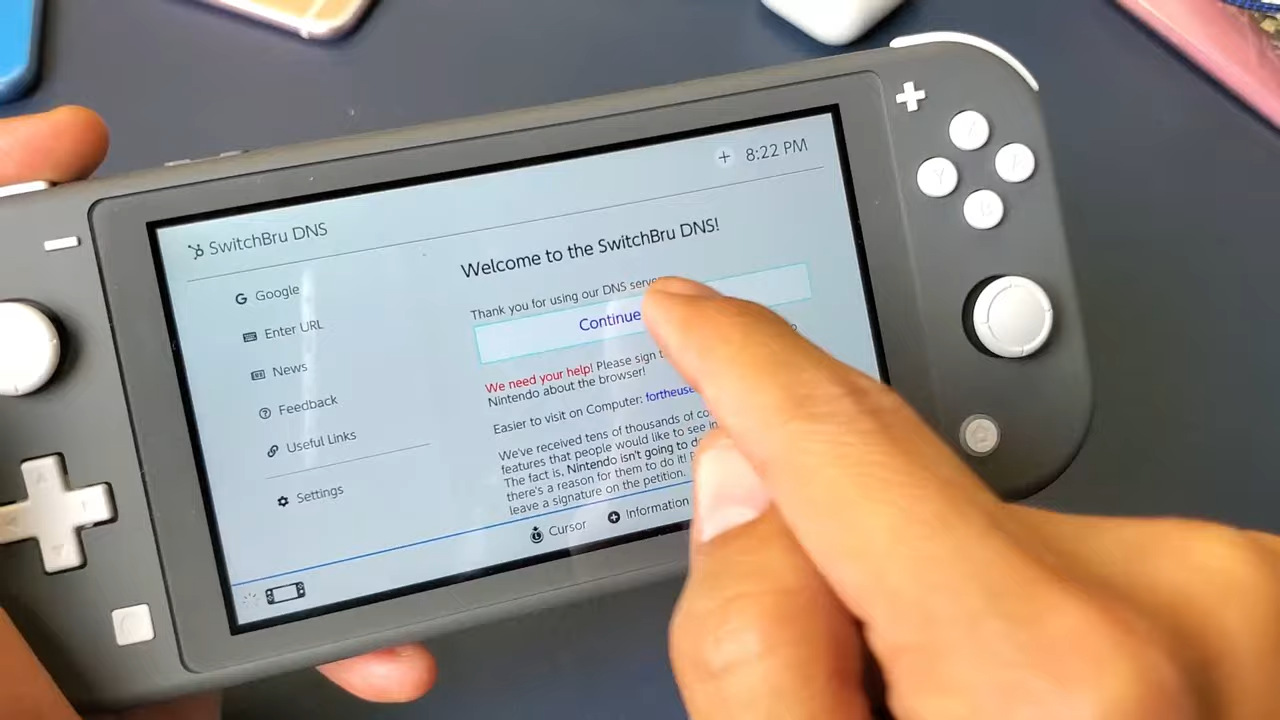 + 8:22 PM
SwitchBru DNS
Google
Enter URL
News
Feedback
Useful Links
Settings
Welcome to the SwitchBru DNS!
Thank you for using our DNS
Continue
We need your help! Please sign
Nintendo about the browser!
Easier to visit on Computer:
We've received tens of thousands of
features that people would like to see in
The fact is, Nintendo isn't going to
there's a reason for them to do it!
leave a signature on the petition.
Cursor
Information
Y
B